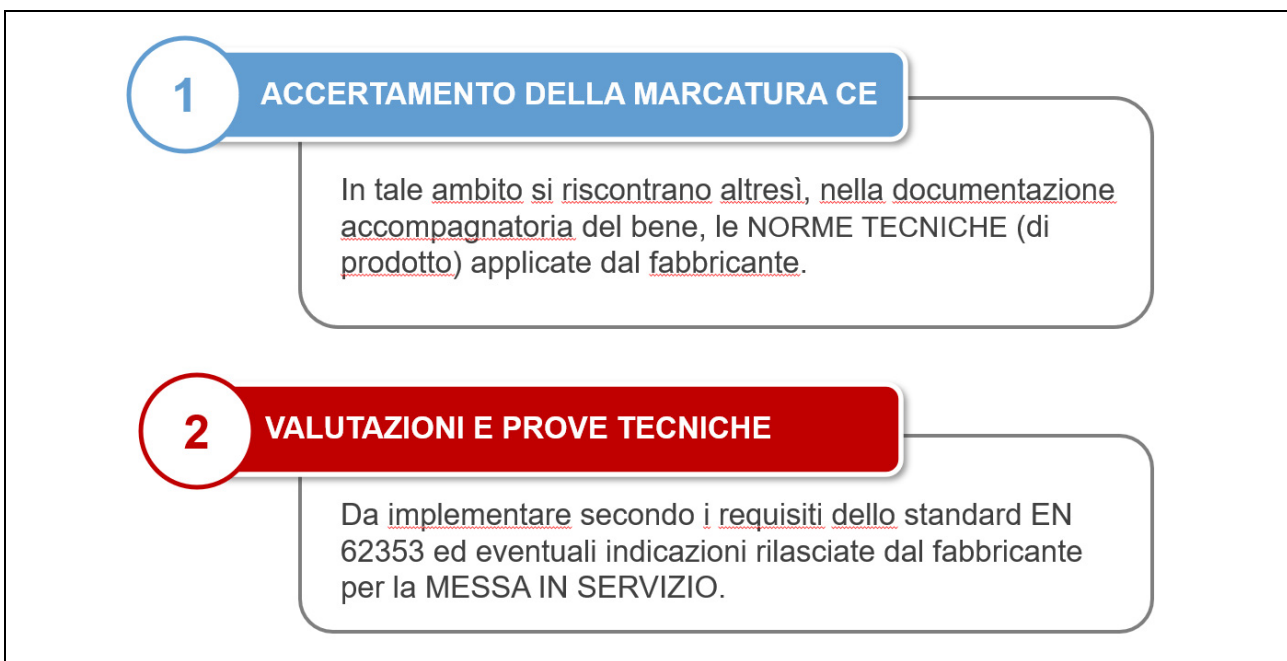 1
ACCERTAMENTO DELLA MARCATURA CE
In tale ambito si riscontrano altresì, nella documentazione
accompagnatoria del bene, le NORME TECNICHE (di
prodotto) applicate dal fabbricante.
2
VALUTAZIONI E PROVE TECNICHE
Da implementare secondo i requisiti dello standard EN
62353 ed eventuali indicazioni rilasciate dal fabbricante
per la MESSA IN SERVIZIO.